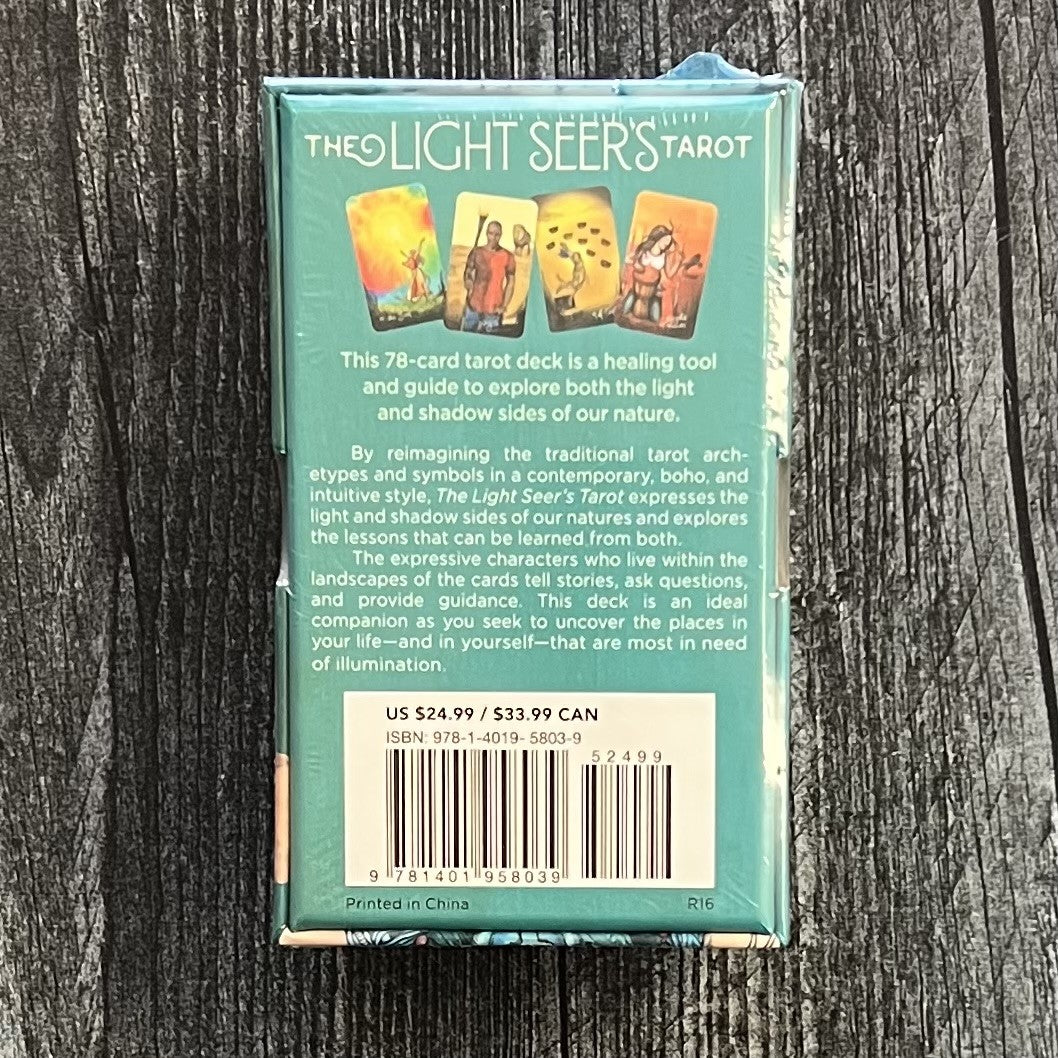 THE LIGHT SEER'S TAROT
This 78-card tarot deck is a healing tool
and guide to explore both the light
and shadow sides of our nature.
By reimagining the traditional tarot arch-
etypes and symbols in a contemporary, boho, and
intuitive style, The Light Seer's Tarot expresses the
light and shadow sides of our natures and explores
the lessons that can be learned from both.
The expressive characters who live within the
landscapes of the cards tell stories, ask questions,
and provide guidance. This deck is an ideal
companion as you seek to uncover the places in
your life—and in yourself—that are most in need
of illumination.
US $24.99 / $33.99 CAN
ISBN: 978-1-4019- 5803-9
52499
9 781401 958039
Printed in China R16